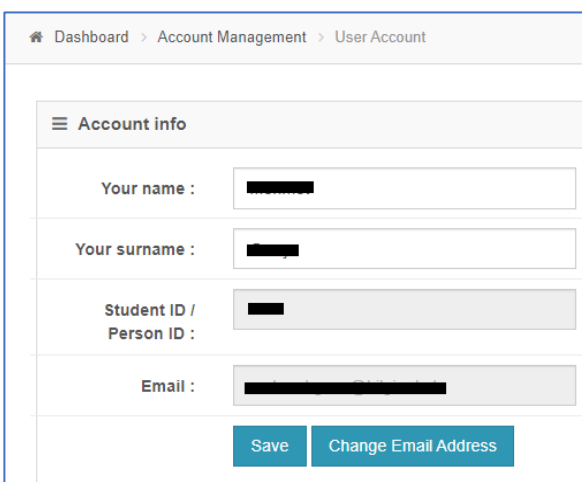 Dashboard > Account Management > User Account
Account info
Your name :
Your surname :
Student ID /
Person ID :
Email :
Save Change Email Address